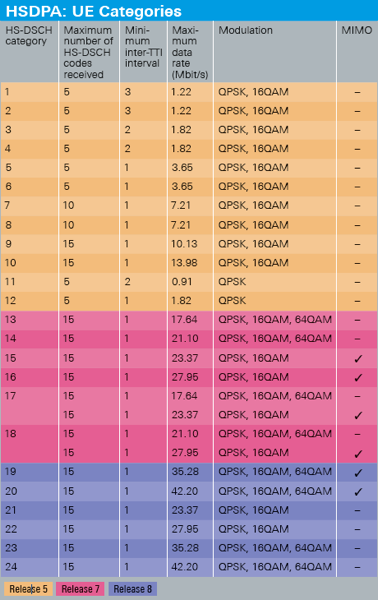 HSDPA: UE Categories
HS-DSCH category Maximum number of HS-DSCH codes received Mini-mum inter-TTI interval Maxi-mum data rate (Mbit/s) Modulation MIMO
1 5 3 1.22 QPSK, 16QAM –
2 5 3 1.22 QPSK, 16QAM –
3 5 2 1.82 QPSK, 16QAM –
4 5 2 1.82 QPSK, 16QAM –
5 5 1 3.65 QPSK, 16QAM –
6 5 1 3.65 QPSK, 16QAM –
7 10 1 7.21 QPSK, 16QAM –
8 10 1 7.21 QPSK, 16QAM –
9 15 1 10.13 QPSK, 16QAM –
10 15 1 13.98 QPSK, 16QAM –
11 5 2 0.91 QPSK –
12 5 1 1.82 QPSK –
13 15 1 17.64 QPSK, 16QAM, 64QAM –
14 15 1 21.10 QPSK, 16QAM, 64QAM –
15 15 1 23.37 QPSK, 16QAM ✓
16 15 1 27.95 QPSK, 16QAM ✓
17 15 1 17.64 QPSK, 16QAM, 64QAM –
15 1 23.37 QPSK, 16QAM ✓
18 15 1 21.10 QPSK, 16QAM, 64QAM –
15 1 27.95 QPSK, 16QAM ✓
19 15 1 35.28 QPSK, 16QAM, 64QAM ✓
20 15 1 42.20 QPSK, 16QAM, 64QAM ✓
21 15 1 23.37 QPSK, 16QAM –
22 15 1 27.95 QPSK, 16QAM –
23 15 1 35.28 QPSK, 16QAM, 64QAM –
24 15 1 42.20 QPSK, 16QAM, 64QAM –
Release 5 Release 7 Release 8